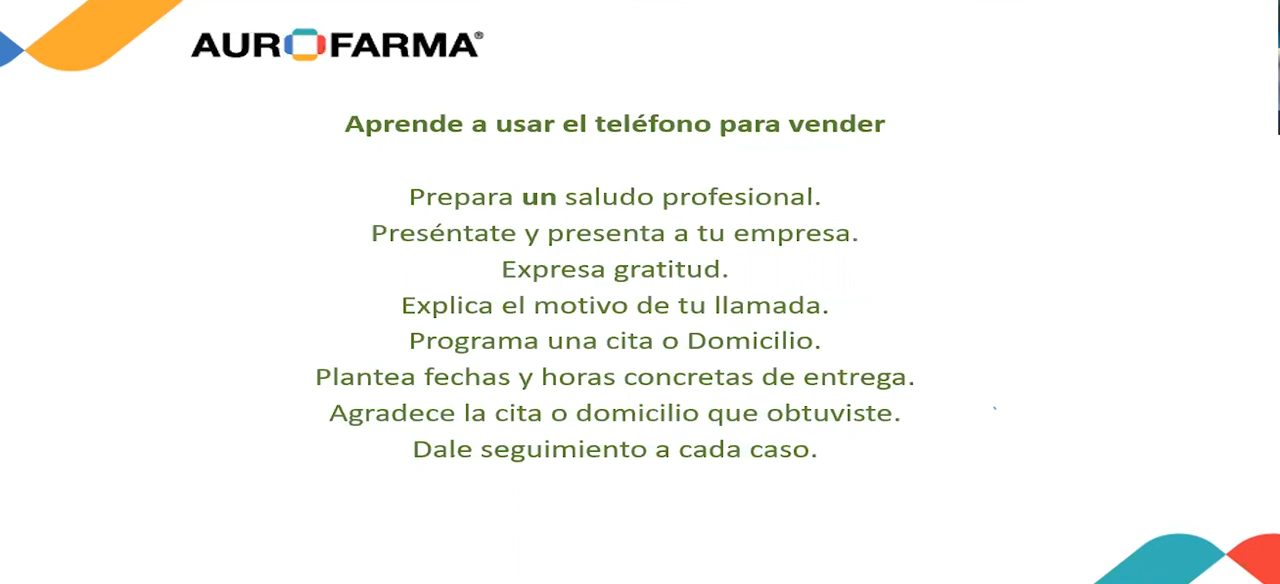 AUROFARMA®
Aprende a usar el teléfono para vender
Prepara un saludo profesional.
Preséntate y presenta a tu empresa.
Expresa gratitud.
Explica el motivo de tu llamada.
Programa una cita o Domicilio.
Plantea fechas y horas concretas de entrega.
Agradece la cita o domicilio que obtuviste.
Dale seguimiento a cada caso.